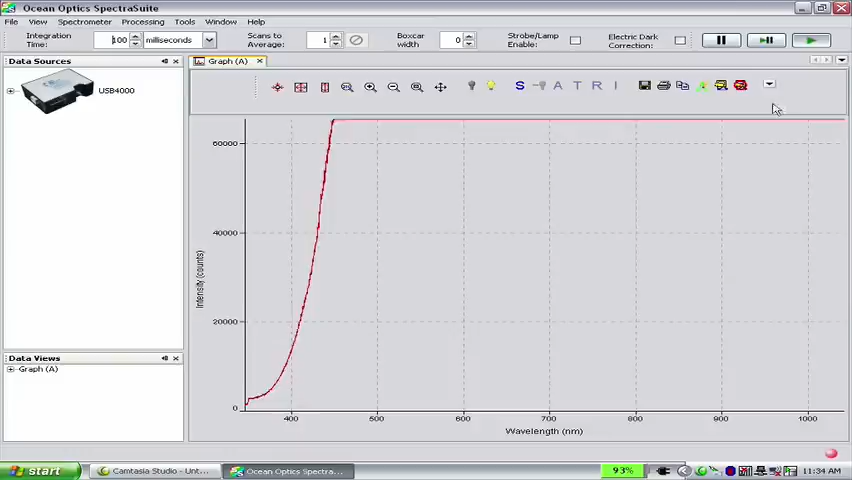 Ocean Optics SpectraSuite
File View Spectrometer Processing Tools Window Help
Integration Time: 100 milliseconds
Scans to Average: 1
Boxcar width 0
Strobe/Lamp Enable:
Electric Dark Correction:
Data Sources
USB4000
Graph (A)
S A T R I
60000
40000
20000
0
Intensity (counts)
400 500 600 700 800 900 1000
Wavelength (nm)
Data Views
Graph (A)
start
Camtasia Studio - Unt...
Ocean Optics Spectra...
93%
11:34 AM